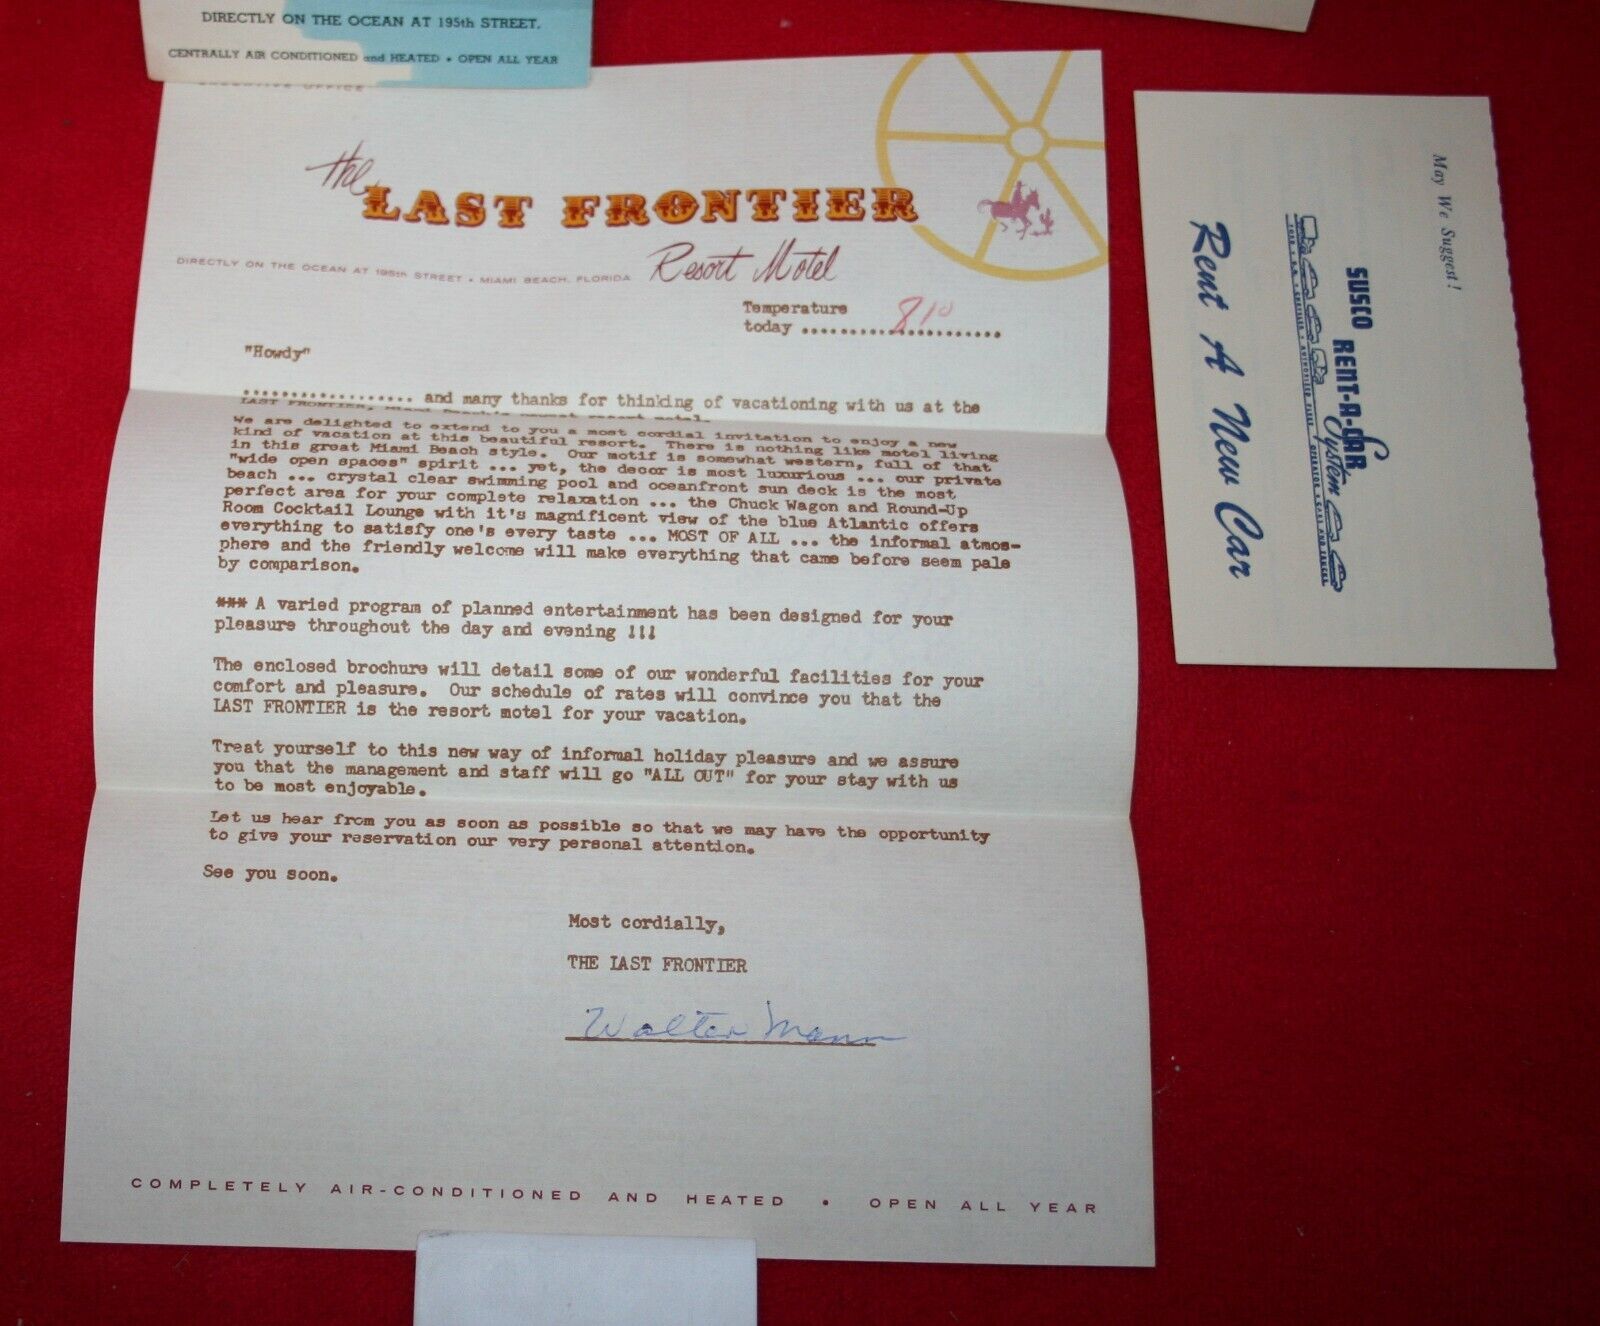 DIRECTLY ON THE OCEAN AT 195th STREET.
CENTRALLY AIR CONDITIONED and HEATED • OPEN ALL YEAR
EXECUTIVE OFFICE
the LAST FRONTIER
Resort Motel
DIRECTLY ON THE OCEAN AT 195th STREET • MIAMI BEACH, FLORIDA
Temperature
today .................... 81°
"Howdy"
.................. and many thanks for thinking of vacationing with us at the
LAST FRONTIER, Miami Beach's newest resort motel.
We are delighted to extend to you a most cordial invitation to enjoy a new
kind of vacation at this beautiful resort. There is nothing like motel living
in this great Miami Beach style. Our motif is somewhat western, full of that
"wide open spaces" spirit ... yet, the decor is most luxurious ... our private
beach ... crystal clear swimming pool and oceanfront sun deck is the most
perfect area for your complete relaxation ... the Chuck Wagon and Round-Up
Room Cocktail Lounge with it's magnificent view of the blue Atlantic offers
everything to satisfy one's every taste ... MOST OF ALL ... the informal atmos-
phere and the friendly welcome will make everything that came before seem pale
by comparison.
*** A varied program of planned entertainment has been designed for your
pleasure throughout the day and evening !!!
The enclosed brochure will detail some of our wonderful facilities for your
comfort and pleasure. Our schedule of rates will convince you that the
LAST FRONTIER is the resort motel for your vacation.
Treat yourself to this new way of informal holiday pleasure and we assure
you that the management and staff will go "ALL OUT" for your stay with us
to be most enjoyable.
Let us hear from you as soon as possible so that we may have the opportunity
to give your reservation our very personal attention.
See you soon.
Most cordially,
THE LAST FRONTIER
Walter Mann
COMPLETELY AIR-CONDITIONED AND HEATED • OPEN ALL YEAR
May We Suggest!
SUSCO RENT-A-CAR
System
Rent A New Car